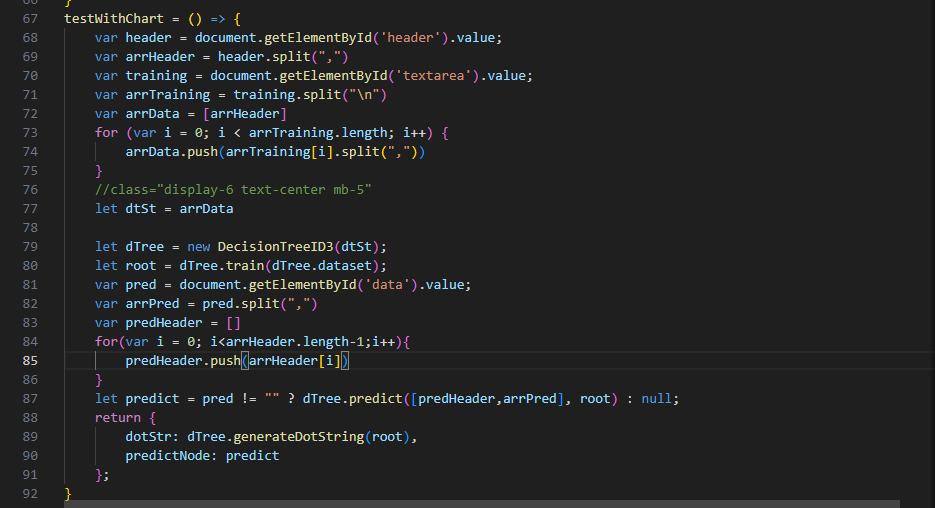 66 }
67 testWithChart = () => {
68 var header = document.getElementById('header').value;
69 var arrHeader = header.split(",")
70 var training = document.getElementById('textarea').value;
71 var arrTraining = training.split("\n")
72 var arrData = [arrHeader]
73 for (var i = 0; i < arrTraining.length; i++) {
74 arrData.push(arrTraining[i].split(","))
75 }
76 //class="display-6 text-center mb-5"
77 let dtSt = arrData
78
79 let dTree = new DecisionTreeID3(dtSt);
80 let root = dTree.train(dTree.dataset);
81 var pred = document.getElementById('data').value;
82 var arrPred = pred.split(",")
83 var predHeader = []
84 for(var i = 0; i<arrHeader.length-1;i++){
85 predHeader.push(arrHeader[i])
86 }
87 let predict = pred != "" ? dTree.predict([predHeader,arrPred], root) : null;
88 return {
89 dotStr: dTree.generateDotString(root),
90 predictNode: predict
91 };
92 }